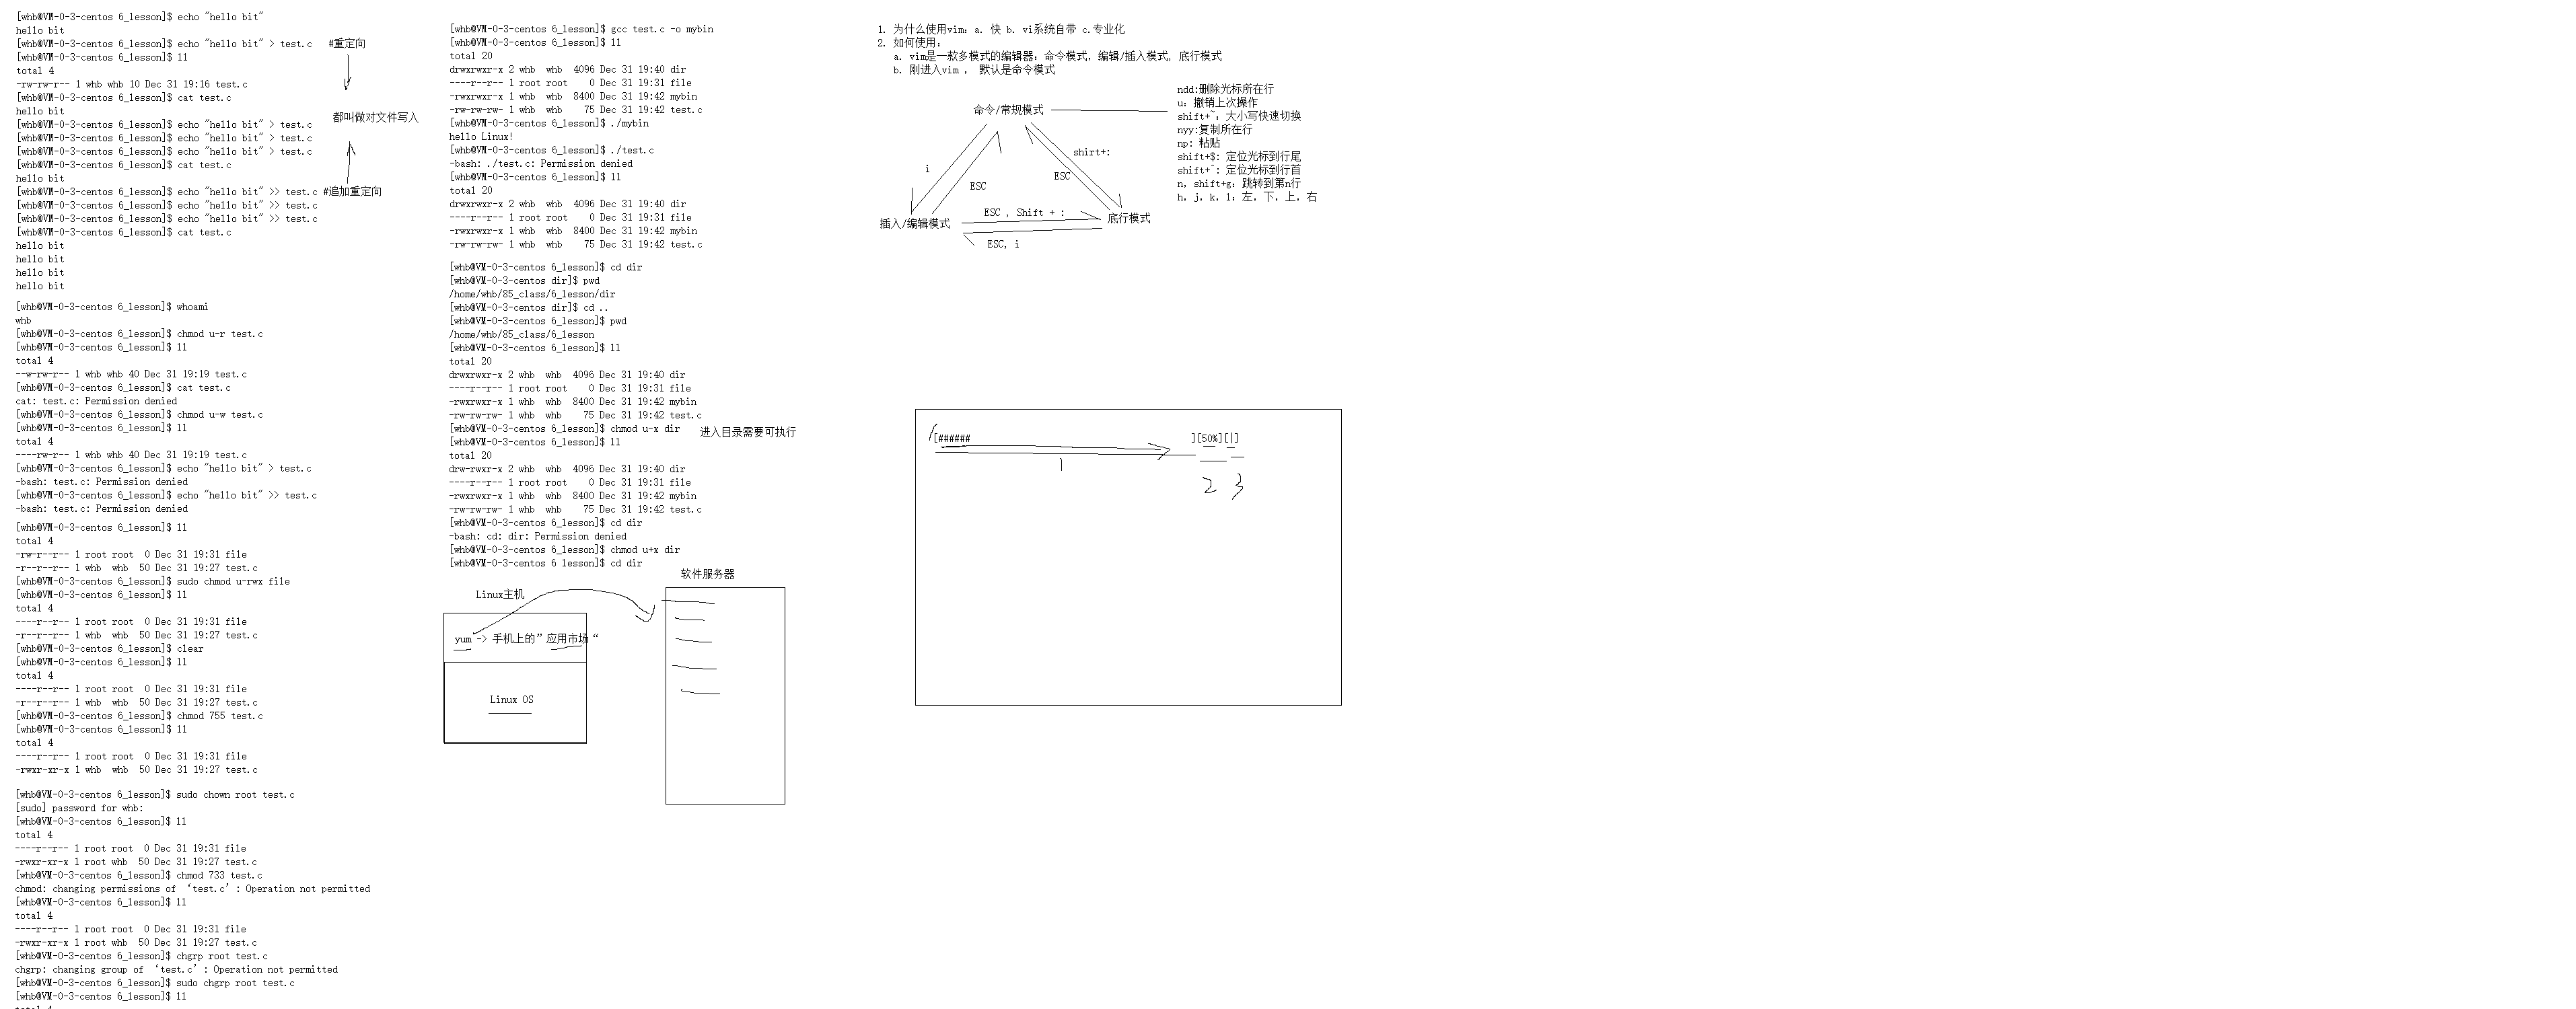 [whb@VM-0-3-centos 6_lesson]$ echo "hello bit"
hello bit
[whb@VM-0-3-centos 6_lesson]$ echo "hello bit" > test.c #重定向
[whb@VM-0-3-centos 6_lesson]$ ll
total 4
-rw-rw-r-- 1 whb whb 10 Dec 31 19:16 test.c
[whb@VM-0-3-centos 6_lesson]$ cat test.c
hello bit
都叫做对文件写入
[whb@VM-0-3-centos 6_lesson]$ echo "hello bit" > test.c
[whb@VM-0-3-centos 6_lesson]$ echo "hello bit" > test.c
[whb@VM-0-3-centos 6_lesson]$ echo "hello bit" > test.c
[whb@VM-0-3-centos 6_lesson]$ cat test.c
hello bit
[whb@VM-0-3-centos 6_lesson]$ echo "hello bit" >> test.c #追加重定向
[whb@VM-0-3-centos 6_lesson]$ echo "hello bit" >> test.c
[whb@VM-0-3-centos 6_lesson]$ echo "hello bit" >> test.c
[whb@VM-0-3-centos 6_lesson]$ cat test.c
hello bit
hello bit
hello bit
hello bit
[whb@VM-0-3-centos 6_lesson]$ whoami
whb
[whb@VM-0-3-centos 6_lesson]$ chmod u-r test.c
[whb@VM-0-3-centos 6_lesson]$ ll
total 4
--w-rw-r-- 1 whb whb 40 Dec 31 19:19 test.c
[whb@VM-0-3-centos 6_lesson]$ cat test.c
cat: test.c: Permission denied
[whb@VM-0-3-centos 6_lesson]$ chmod u-w test.c
[whb@VM-0-3-centos 6_lesson]$ ll
total 4
----rw-r-- 1 whb whb 40 Dec 31 19:19 test.c
[whb@VM-0-3-centos 6_lesson]$ echo "hello bit" > test.c
-bash: test.c: Permission denied
[whb@VM-0-3-centos 6_lesson]$ echo "hello bit" >> test.c
-bash: test.c: Permission denied
[whb@VM-0-3-centos 6_lesson]$ ll
total 4
-rw-r--r-- 1 root root 0 Dec 31 19:31 file
-r--r--r-- 1 whb whb 50 Dec 31 19:27 test.c
[whb@VM-0-3-centos 6_lesson]$ sudo chmod u-rwx file
[whb@VM-0-3-centos 6_lesson]$ ll
total 4
----r--r-- 1 root root 0 Dec 31 19:31 file
-r--r--r-- 1 whb whb 50 Dec 31 19:27 test.c
[whb@VM-0-3-centos 6_lesson]$ clear
[whb@VM-0-3-centos 6_lesson]$ ll
total 4
----r--r-- 1 root root 0 Dec 31 19:31 file
-r--r--r-- 1 whb whb 50 Dec 31 19:27 test.c
[whb@VM-0-3-centos 6_lesson]$ chmod 755 test.c
[whb@VM-0-3-centos 6_lesson]$ ll
total 4
----r--r-- 1 root root 0 Dec 31 19:31 file
-rwxr-xr-x 1 whb whb 50 Dec 31 19:27 test.c
[whb@VM-0-3-centos 6_lesson]$ sudo chown root test.c
[sudo] password for whb:
[whb@VM-0-3-centos 6_lesson]$ ll
total 4
----r--r-- 1 root root 0 Dec 31 19:31 file
-rwxr-xr-x 1 root whb 50 Dec 31 19:27 test.c
[whb@VM-0-3-centos 6_lesson]$ chmod 733 test.c
chmod: changing permissions of ‘test.c’: Operation not permitted
[whb@VM-0-3-centos 6_lesson]$ ll
total 4
----r--r-- 1 root root 0 Dec 31 19:31 file
-rwxr-xr-x 1 root whb 50 Dec 31 19:27 test.c
[whb@VM-0-3-centos 6_lesson]$ chgrp root test.c
chgrp: changing group of ‘test.c’: Operation not permitted
[whb@VM-0-3-centos 6_lesson]$ sudo chgrp root test.c
[whb@VM-0-3-centos 6_lesson]$ ll
total 4
[whb@VM-0-3-centos 6_lesson]$ gcc test.c -o mybin
[whb@VM-0-3-centos 6_lesson]$ ll
total 20
drwxrwxr-x 2 whb whb 4096 Dec 31 19:40 dir
----r--r-- 1 root root 0 Dec 31 19:31 file
-rwxrwxr-x 1 whb whb 8400 Dec 31 19:42 mybin
-rw-rw-rw- 1 whb whb 75 Dec 31 19:42 test.c
[whb@VM-0-3-centos 6_lesson]$ ./mybin
hello Linux!
[whb@VM-0-3-centos 6_lesson]$ ./test.c
-bash: ./test.c: Permission denied
[whb@VM-0-3-centos 6_lesson]$ ll
total 20
drwxrwxr-x 2 whb whb 4096 Dec 31 19:40 dir
----r--r-- 1 root root 0 Dec 31 19:31 file
-rwxrwxr-x 1 whb whb 8400 Dec 31 19:42 mybin
-rw-rw-rw- 1 whb whb 75 Dec 31 19:42 test.c
[whb@VM-0-3-centos 6_lesson]$ cd dir
[whb@VM-0-3-centos dir]$ pwd
/home/whb/85_class/6_lesson/dir
[whb@VM-0-3-centos dir]$ cd ..
[whb@VM-0-3-centos 6_lesson]$ pwd
/home/whb/85_class/6_lesson
[whb@VM-0-3-centos 6_lesson]$ ll
total 20
drwxrwxr-x 2 whb whb 4096 Dec 31 19:40 dir
----r--r-- 1 root root 0 Dec 31 19:31 file
-rwxrwxr-x 1 whb whb 8400 Dec 31 19:42 mybin
-rw-rw-rw- 1 whb whb 75 Dec 31 19:42 test.c
[whb@VM-0-3-centos 6_lesson]$ chmod u-x dir 进入目录需要可执行
[whb@VM-0-3-centos 6_lesson]$ ll
total 20
drw-rwxr-x 2 whb whb 4096 Dec 31 19:40 dir
----r--r-- 1 root root 0 Dec 31 19:31 file
-rwxrwxr-x 1 whb whb 8400 Dec 31 19:42 mybin
-rw-rw-rw- 1 whb whb 75 Dec 31 19:42 test.c
[whb@VM-0-3-centos 6_lesson]$ cd dir
-bash: cd: dir: Permission denied
[whb@VM-0-3-centos 6_lesson]$ chmod u+x dir
[whb@VM-0-3-centos 6 lesson]$ cd dir
软件服务器
Linux主机
yum -> 手机上的”应用市场“
Linux OS
1. 为什么使用vim：a. 快 b. vi系统自带 c.专业化
2. 如何使用：
a. vim是一款多模式的编辑器：命令模式，编辑/插入模式, 底行模式
b. 刚进入vim ， 默认是命令模式
命令/常规模式
ndd:删除光标所在行
u：撤销上次操作
shift+~：大小写快速切换
nyy:复制所在行
np: 粘贴
shift+$: 定位光标到行尾
shift+^: 定位光标到行首
n，shift+g：跳转到第n行
h，j，k，l：左，下，上，右
shirt+:
i
ESC
ESC
ESC , Shift + :
插入/编辑模式
底行模式
ESC, i
[###### ][50%][|]
1
2 3